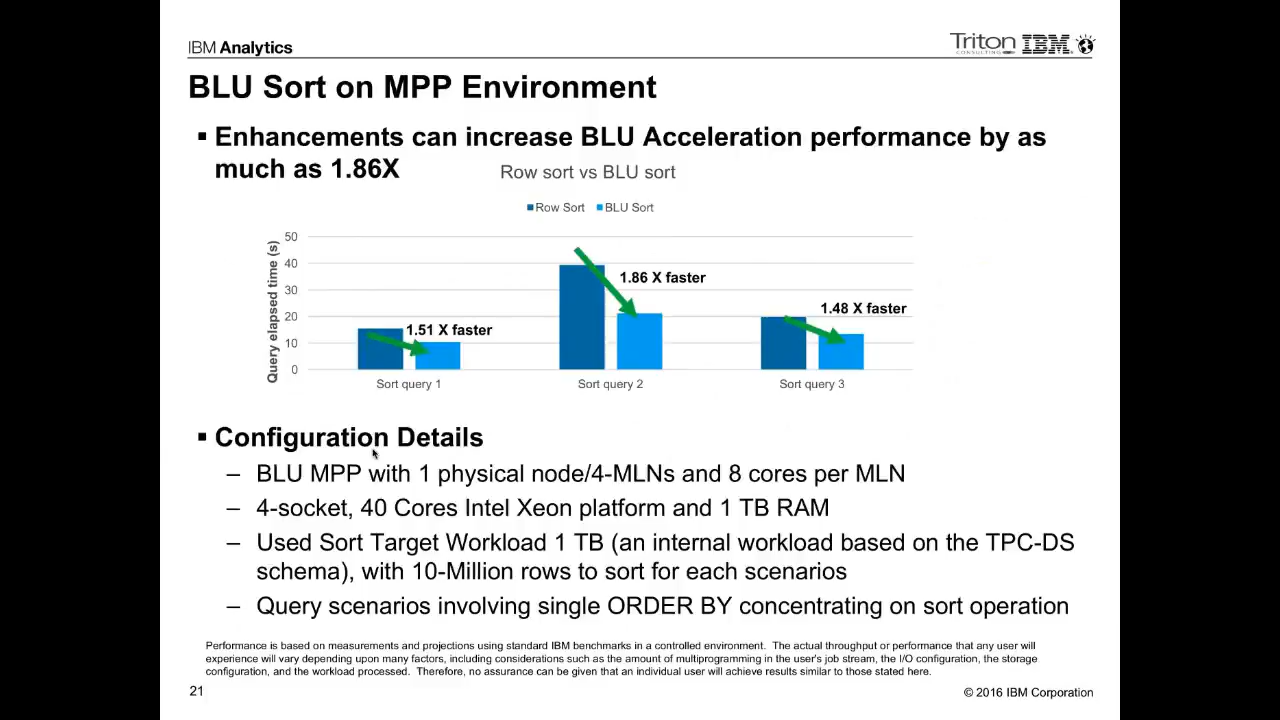 IBM Analytics
Triton
CONSULTING
IBM
BLU Sort on MPP Environment
▪ Enhancements can increase BLU Acceleration performance by as
much as 1.86X
Row sort vs BLU sort
Row Sort
BLU Sort
Query elapsed time (s)
50
40
30
20
10
0
1.51 X faster
1.86 X faster
1.48 X faster
Sort query 1
Sort query 2
Sort query 3
▪ Configuration Details
– BLU MPP with 1 physical node/4-MLNs and 8 cores per MLN
– 4-socket, 40 Cores Intel Xeon platform and 1 TB RAM
– Used Sort Target Workload 1 TB (an internal workload based on the TPC-DS
schema), with 10-Million rows to sort for each scenarios
– Query scenarios involving single ORDER BY concentrating on sort operation
Performance is based on measurements and projections using standard IBM benchmarks in a controlled environment. The actual throughput or performance that any user will
experience will vary depending upon many factors, including considerations such as the amount of multiprogramming in the user's job stream, the I/O configuration, the storage
configuration, and the workload processed. Therefore, no assurance can be given that an individual user will achieve results similar to those stated here.
21
© 2016 IBM Corporation